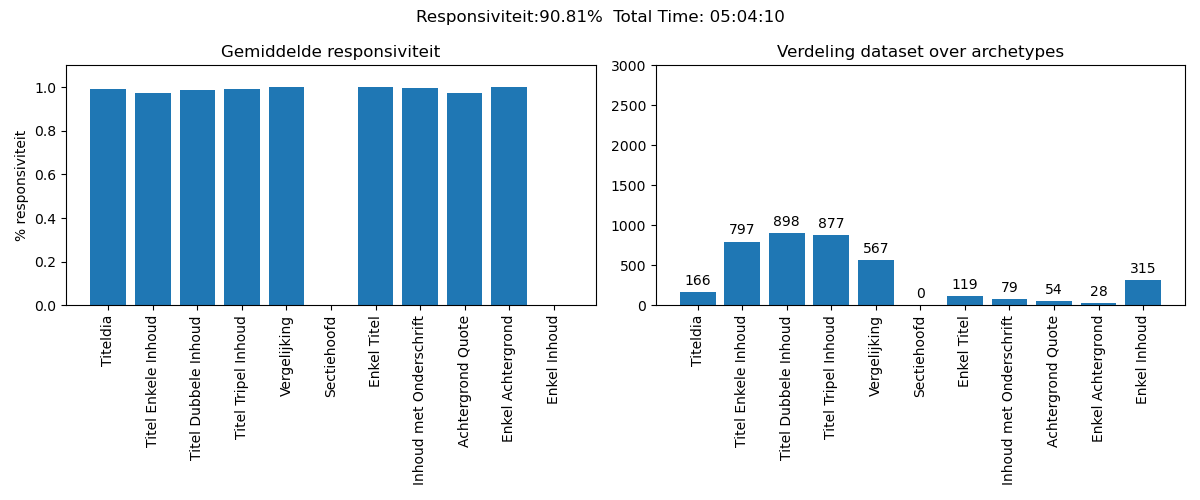 Responsiviteit:90.81%  Total Time: 05:04:10
Gemiddelde responsiviteit
% responsiviteit
1.0
0.8
0.6
0.4
0.2
0.0
Titeldia
Titel Enkele Inhoud
Titel Dubbele Inhoud
Titel Tripel Inhoud
Vergelijking
Sectiehoofd
Enkel Titel
Inhoud met Onderschrift
Achtergrond Quote
Enkel Achtergrond
Enkel Inhoud
Verdeling dataset over archetypes
3000
2500
2000
1500
1000
500
0
166
797
898
877
567
0
119
79
54
28
315
Titeldia
Titel Enkele Inhoud
Titel Dubbele Inhoud
Titel Tripel Inhoud
Vergelijking
Sectiehoofd
Enkel Titel
Inhoud met Onderschrift
Achtergrond Quote
Enkel Achtergrond
Enkel Inhoud